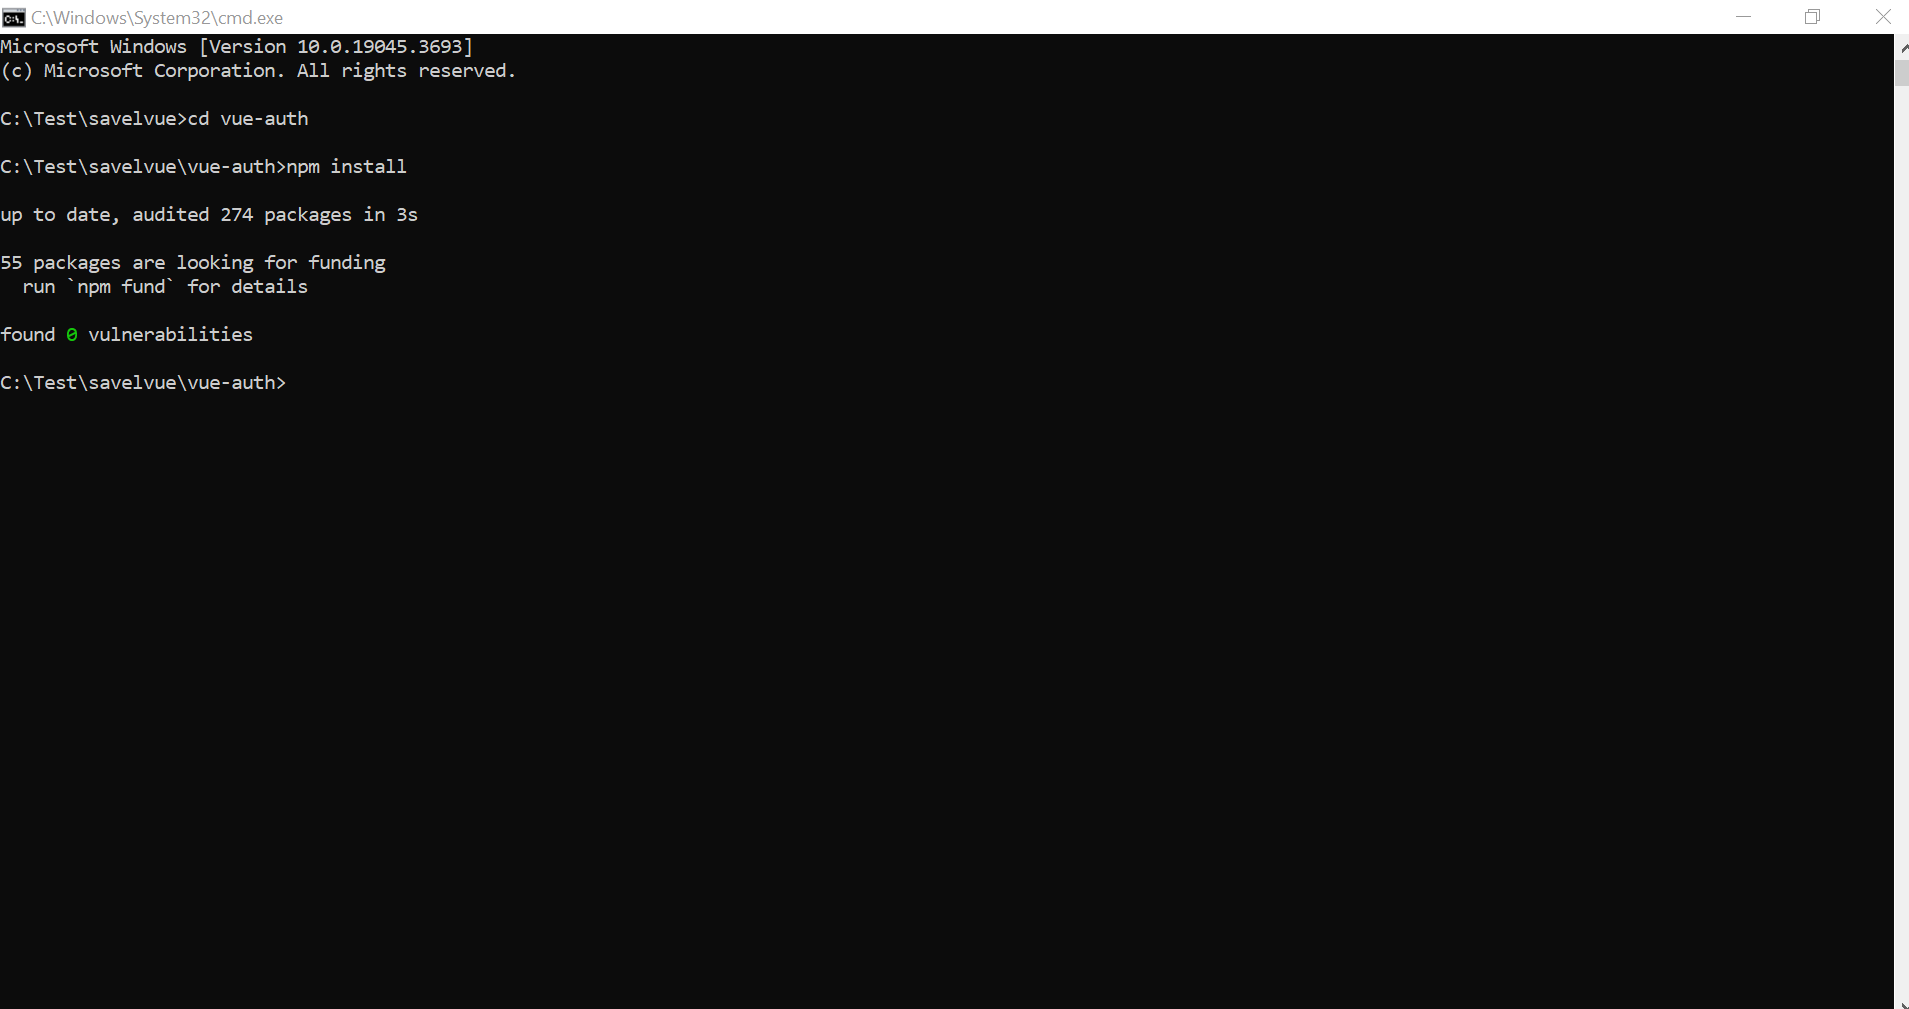 C:\Windows\System32\cmd.exe
Microsoft Windows [Version 10.0.19045.3693]
(c) Microsoft Corporation. All rights reserved.
C:\Test\savelvue>cd vue-auth
C:\Test\savelvue\vue-auth>npm install
up to date, audited 274 packages in 3s
55 packages are looking for funding
  run `npm fund` for details
found 0 vulnerabilities
C:\Test\savelvue\vue-auth>